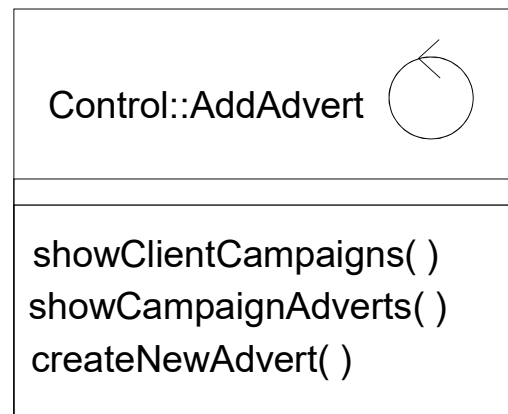 Control::AddAdvert
showClientCampaigns( )
showCampaignAdverts( )
createNewAdvert( )